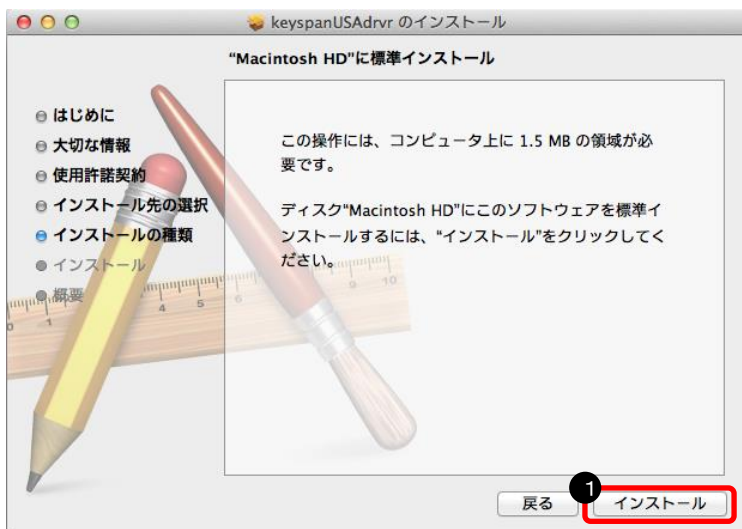 keyspanUSAdrvr のインストール
“Macintosh HD”に標準インストール
はじめに
大切な情報
使用許諾契約
インストール先の選択
インストールの種類
インストール
概要
この操作には、コンピュータ上に 1.5 MB の領域が必
要です。
ディスク“Macintosh HD”にこのソフトウェアを標準イ
ンストールするには、“インストール”をクリックしてく
ださい。
0 1 4 5 6 9 10
戻る
1
インストール